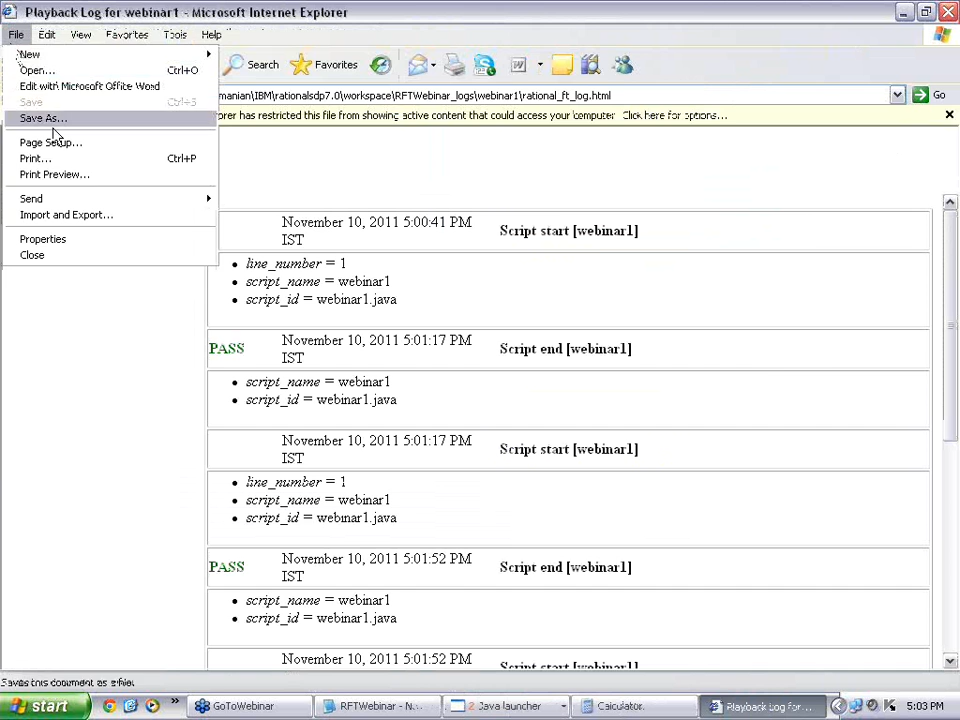 Playback Log for webinar1 - Microsoft Internet Explorer
File Edit View Favorites Tools Help
New
Open... Ctrl+O
Edit with Microsoft Office Word
Save Ctrl+S
Save As...
Page Setup...
Print... Ctrl+P
Print Preview...
Send
Import and Export...
Properties
Close
Search Favorites
manian\IBM\rationalsdp7.0\workspace\RFTWebinar_logs\webinar1\rational_ft_log.html Go
orer has restricted this file from showing active content that could access your computer. Click here for options...
November 10, 2011 5:00:41 PM IST Script start [webinar1]
• line_number = 1
• script_name = webinar1
• script_id = webinar1.java
PASS November 10, 2011 5:01:17 PM IST Script end [webinar1]
• script_name = webinar1
• script_id = webinar1.java
November 10, 2011 5:01:17 PM IST Script start [webinar1]
• line_number = 1
• script_name = webinar1
• script_id = webinar1.java
PASS November 10, 2011 5:01:52 PM IST Script end [webinar1]
• script_name = webinar1
• script_id = webinar1.java
November 10, 2011 5:01:52 PM Script start [webinar1]
Saves this document as a file.
start GoToWebinar RFTWebinar - N... 2 Java launcher Calculator Playback Log for... 5:03 PM